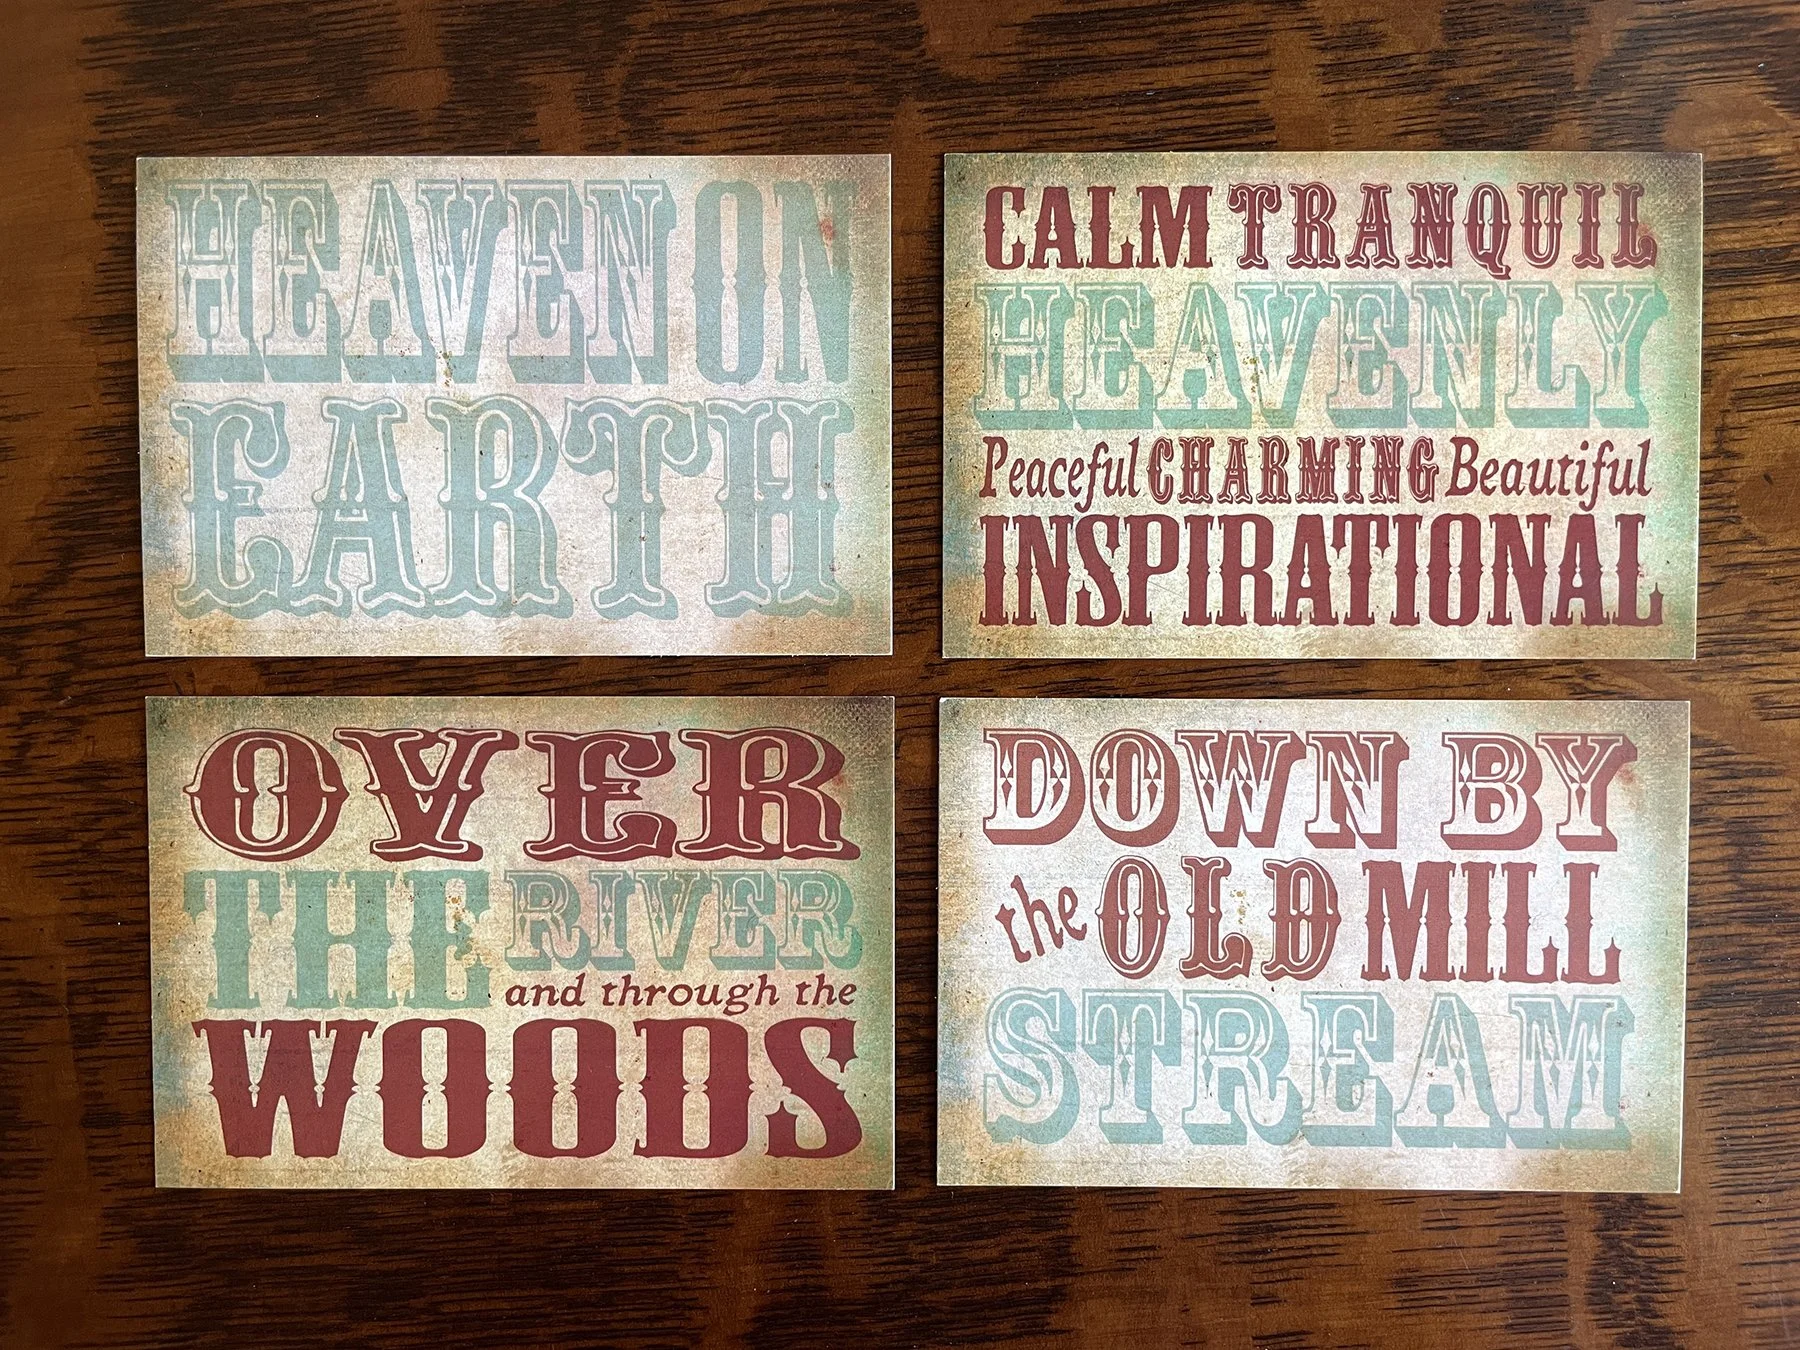 HEAVEN ON
EARTH
CALM TRANQUIL
HEAVENLY
Peaceful CHARMING Beautiful
INSPIRATIONAL
OVER
THE RIVER
and through the
WOODS
DOWN BY
the OLD MILL
STREAM